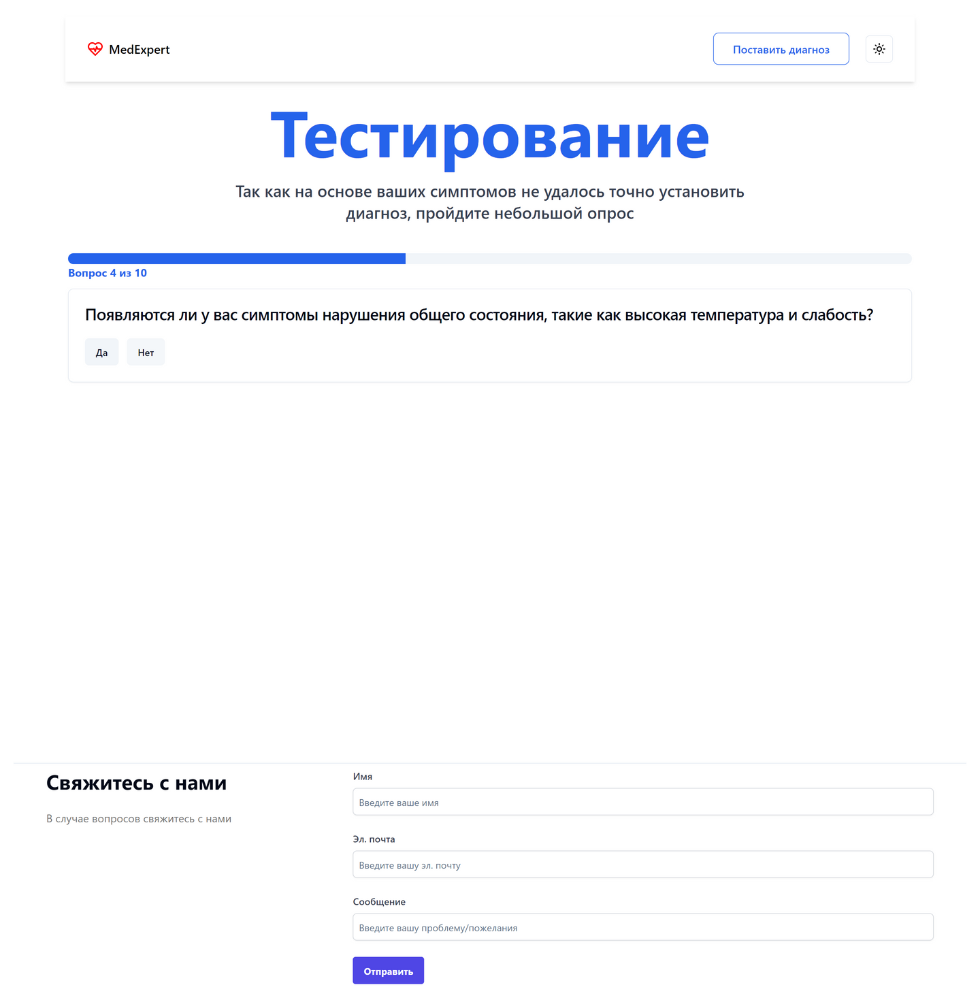 MedExpert
Поставить диагноз
Тестирование
Так как на основе ваших симптомов не удалось точно установить
диагноз, пройдите небольшой опрос
Вопрос 4 из 10
Появляются ли у вас симптомы нарушения общего состояния, такие как высокая температура и слабость?
Да
Нет
Свяжитесь с нами
В случае вопросов свяжитесь с нами
Имя
Введите ваше имя
Эл. почта
Введите вашу эл. почту
Сообщение
Введите вашу проблему/пожелания
Отправить